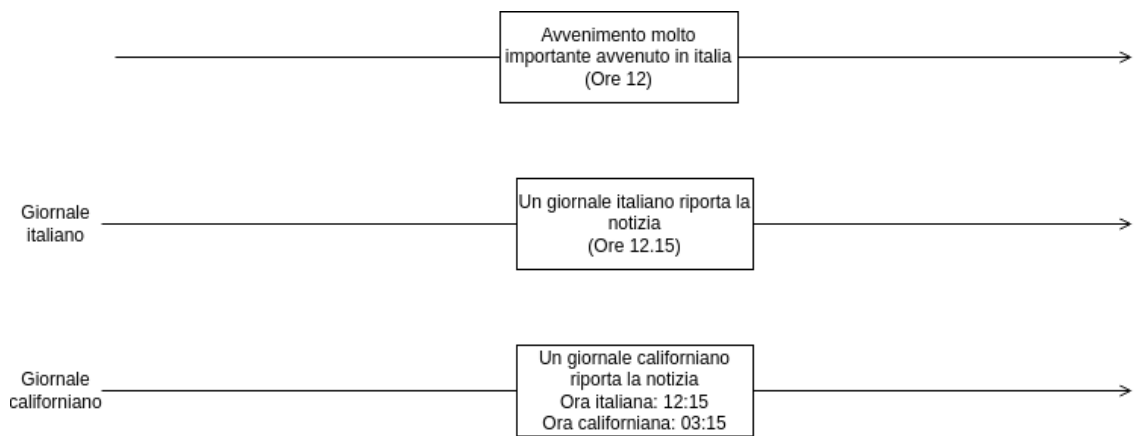 Avvenimento molto
importante avvenuto in italia
(Ore 12)
Giornale
italiano
Un giornale italiano riporta la
notizia
(Ore 12.15)
Giornale
californiano
Un giornale californiano
riporta la notizia
Ora italiana: 12:15
Ora californiana: 03:15